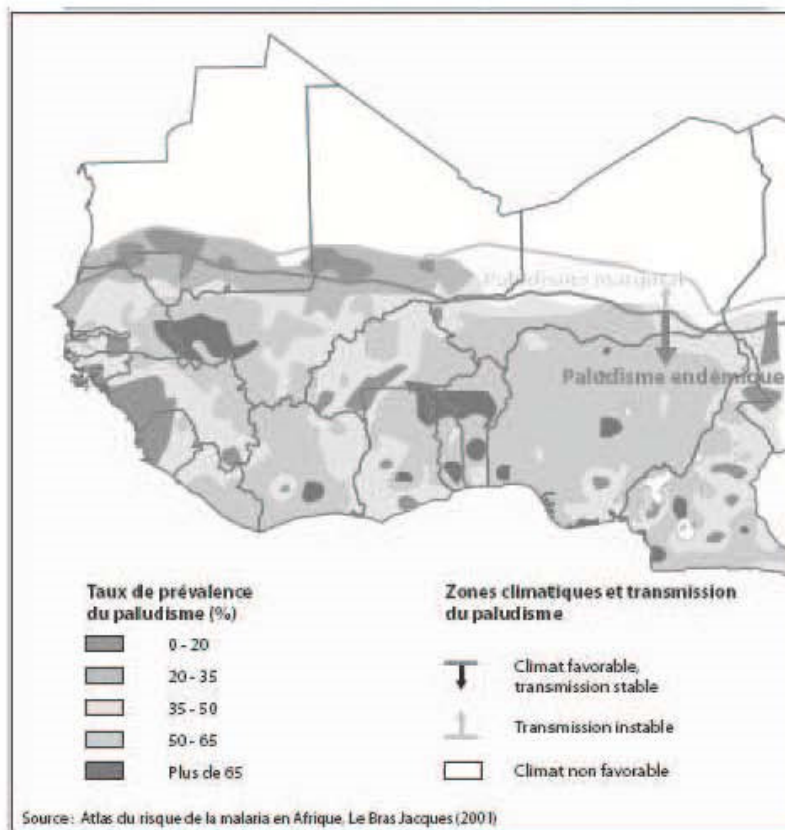 Paludisme marginal
Paludisme endémique
Taux de prévalence
du paludisme (%)
0 - 20
20 - 35
35 - 50
50 - 65
Plus de 65
Zones climatiques et transmission
du paludisme
Climat favorable,
transmission stable
Transmission instable
Climat non favorable
Source : Atlas du risque de la malaria en Afrique, Le Bras Jacques (2001)